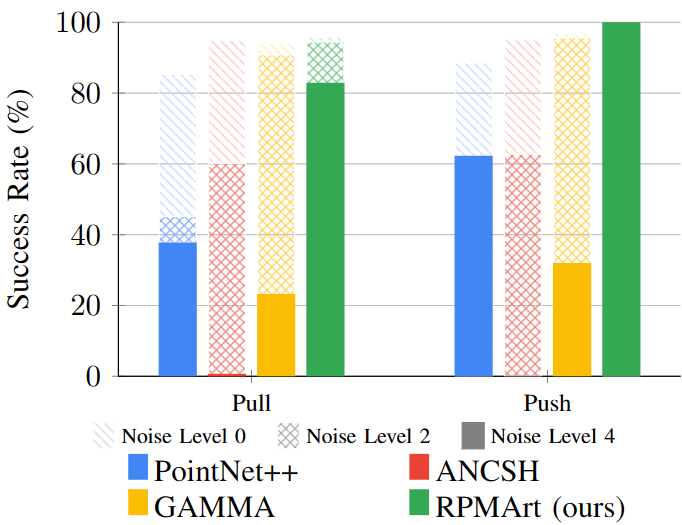 Success Rate (%)
100
80
60
40
20
0
Pull Push
Noise Level 0 Noise Level 2 Noise Level 4
PointNet++ ANCSH
GAMMA RPMArt (ours)